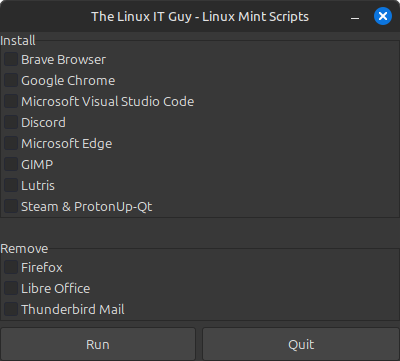 The Linux IT Guy - Linux Mint Scripts
Install
Brave Browser
Google Chrome
Microsoft Visual Studio Code
Discord
Microsoft Edge
GIMP
Lutris
Steam & ProtonUp-Qt
Remove
Firefox
Libre Office
Thunderbird Mail
Run Quit